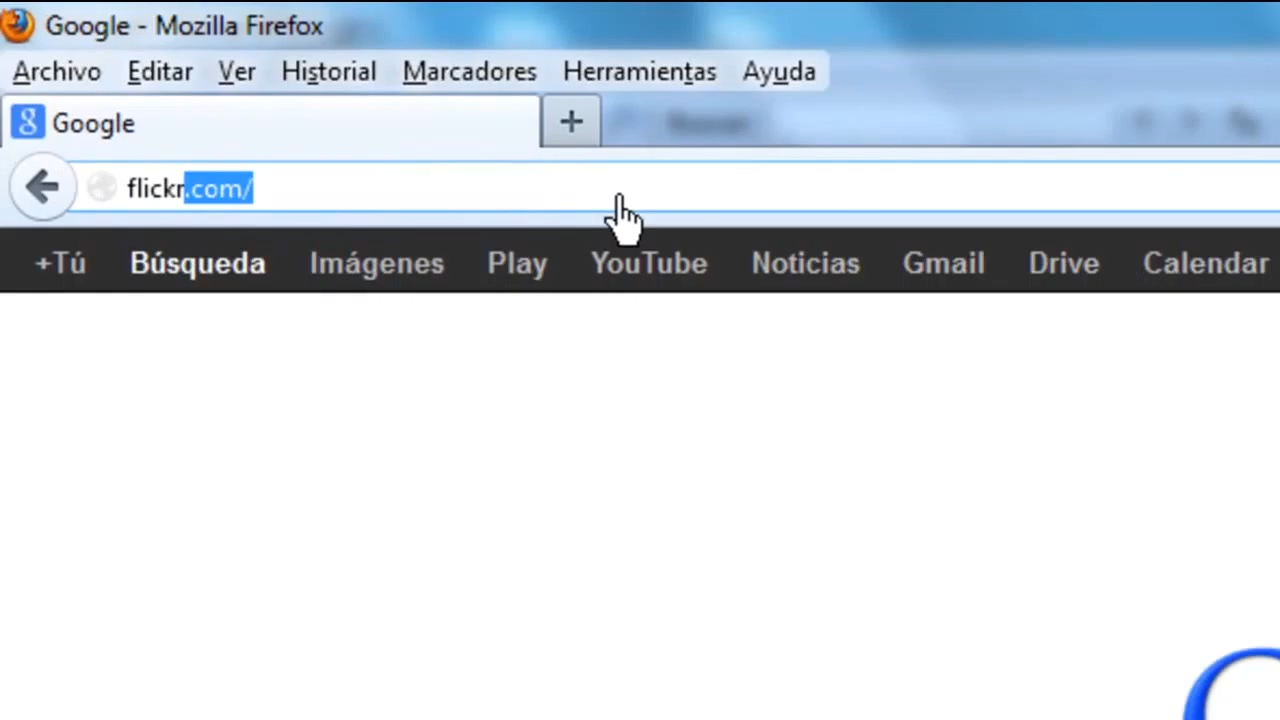 Google - Mozilla Firefox
Archivo Editar Ver Historial Marcadores Herramientas Ayuda
Google
flickr.com/
+Tú Búsqueda Imágenes Play YouTube Noticias Gmail Drive Calendar